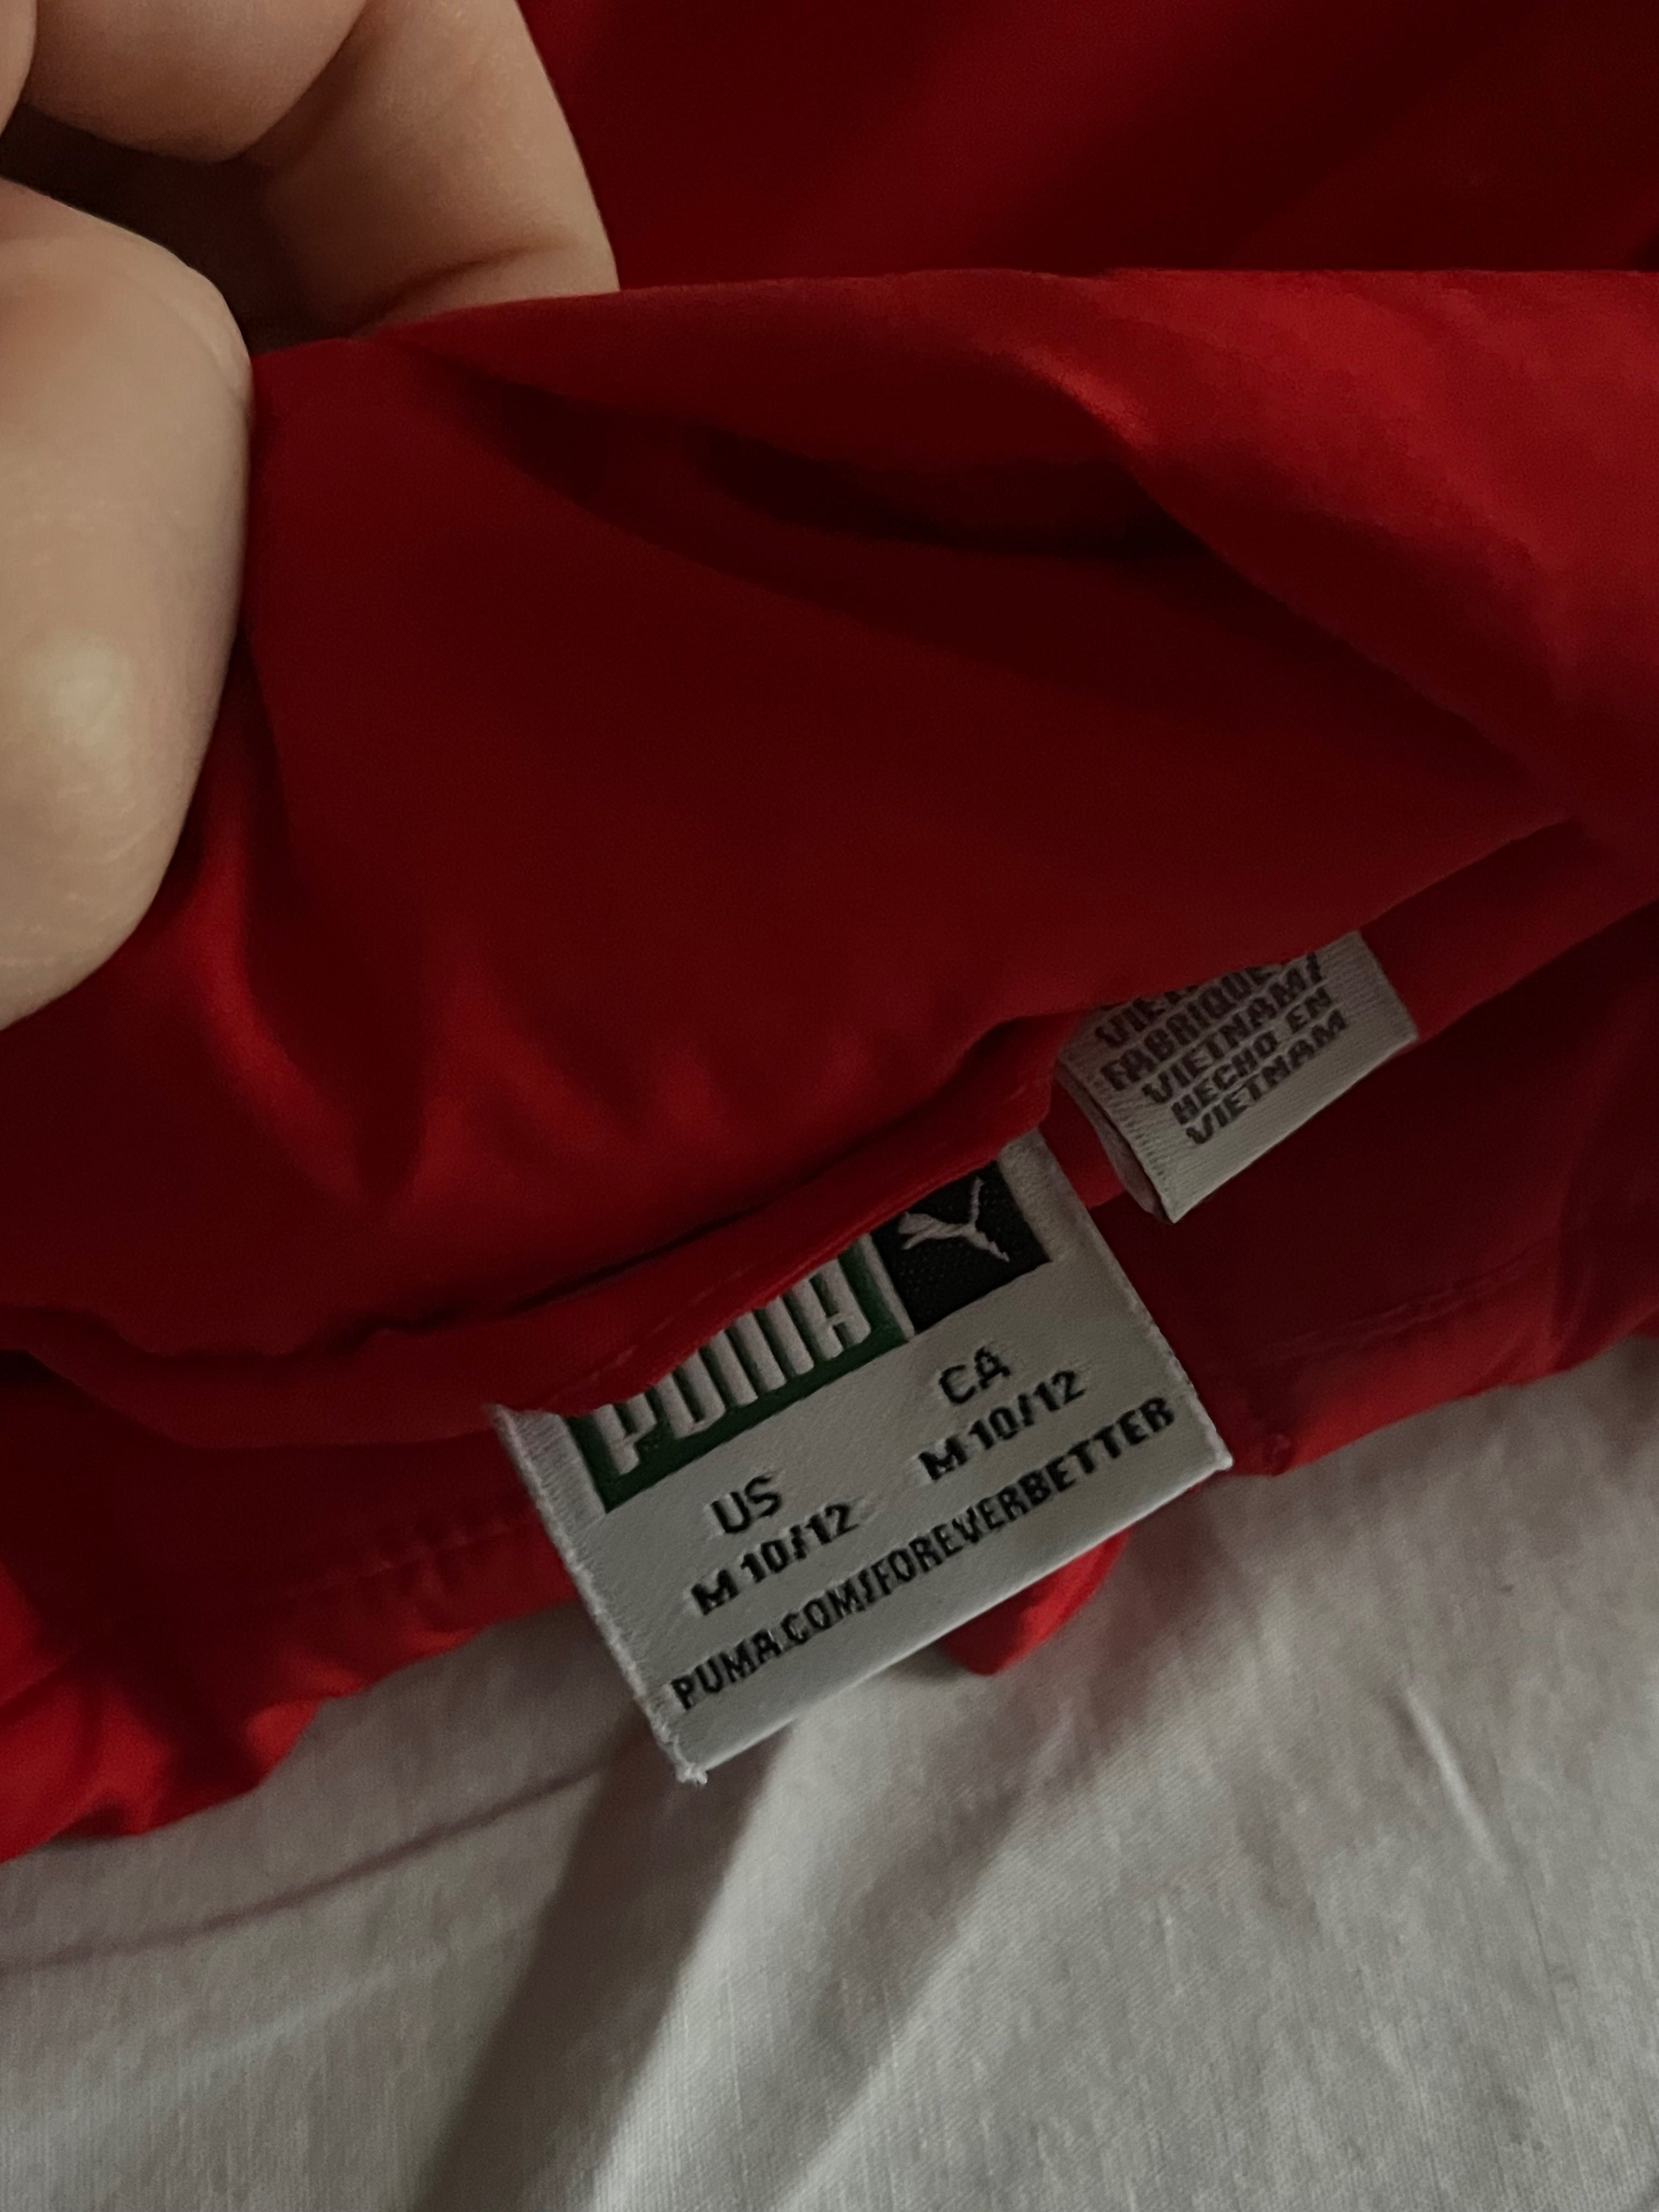 FABRIQUÉ
VIETNAM/
HECHO EN
VIETNAM
PUMA
US
M 10/12
CA
M 10/12
PUMA.COM/FOREVERBETTER